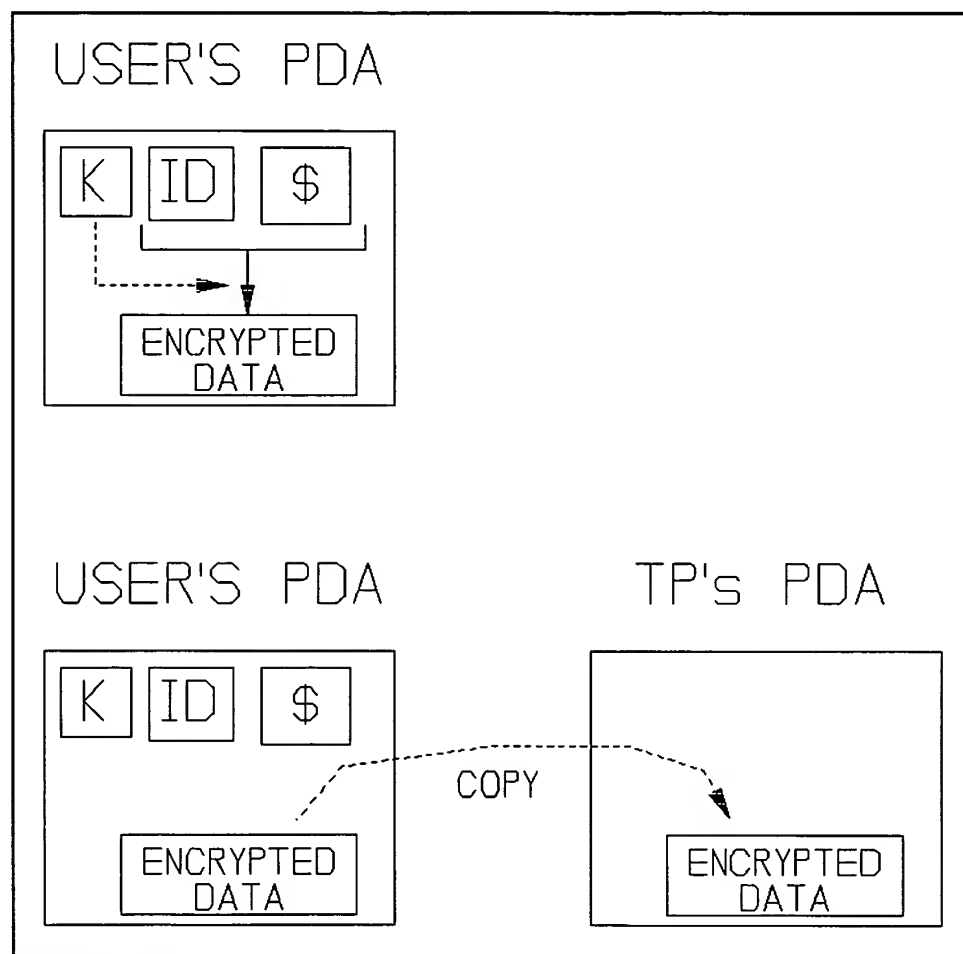 USER'S PDA
K ID $
ENCRYPTED
DATA
USER'S PDA
TP's PDA
K ID $
COPY
ENCRYPTED
DATA
ENCRYPTED
DATA